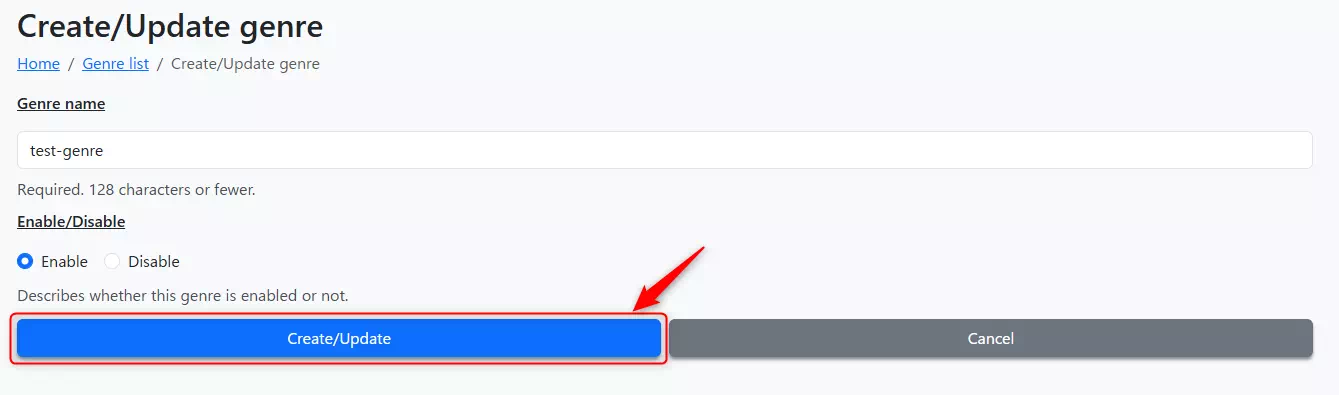 Create/Update genre
Home / Genre list / Create/Update genre
Genre name
test-genre
Required. 128 characters or fewer.
Enable/Disable
Enable Disable
Describes whether this genre is enabled or not.
Create/Update Cancel